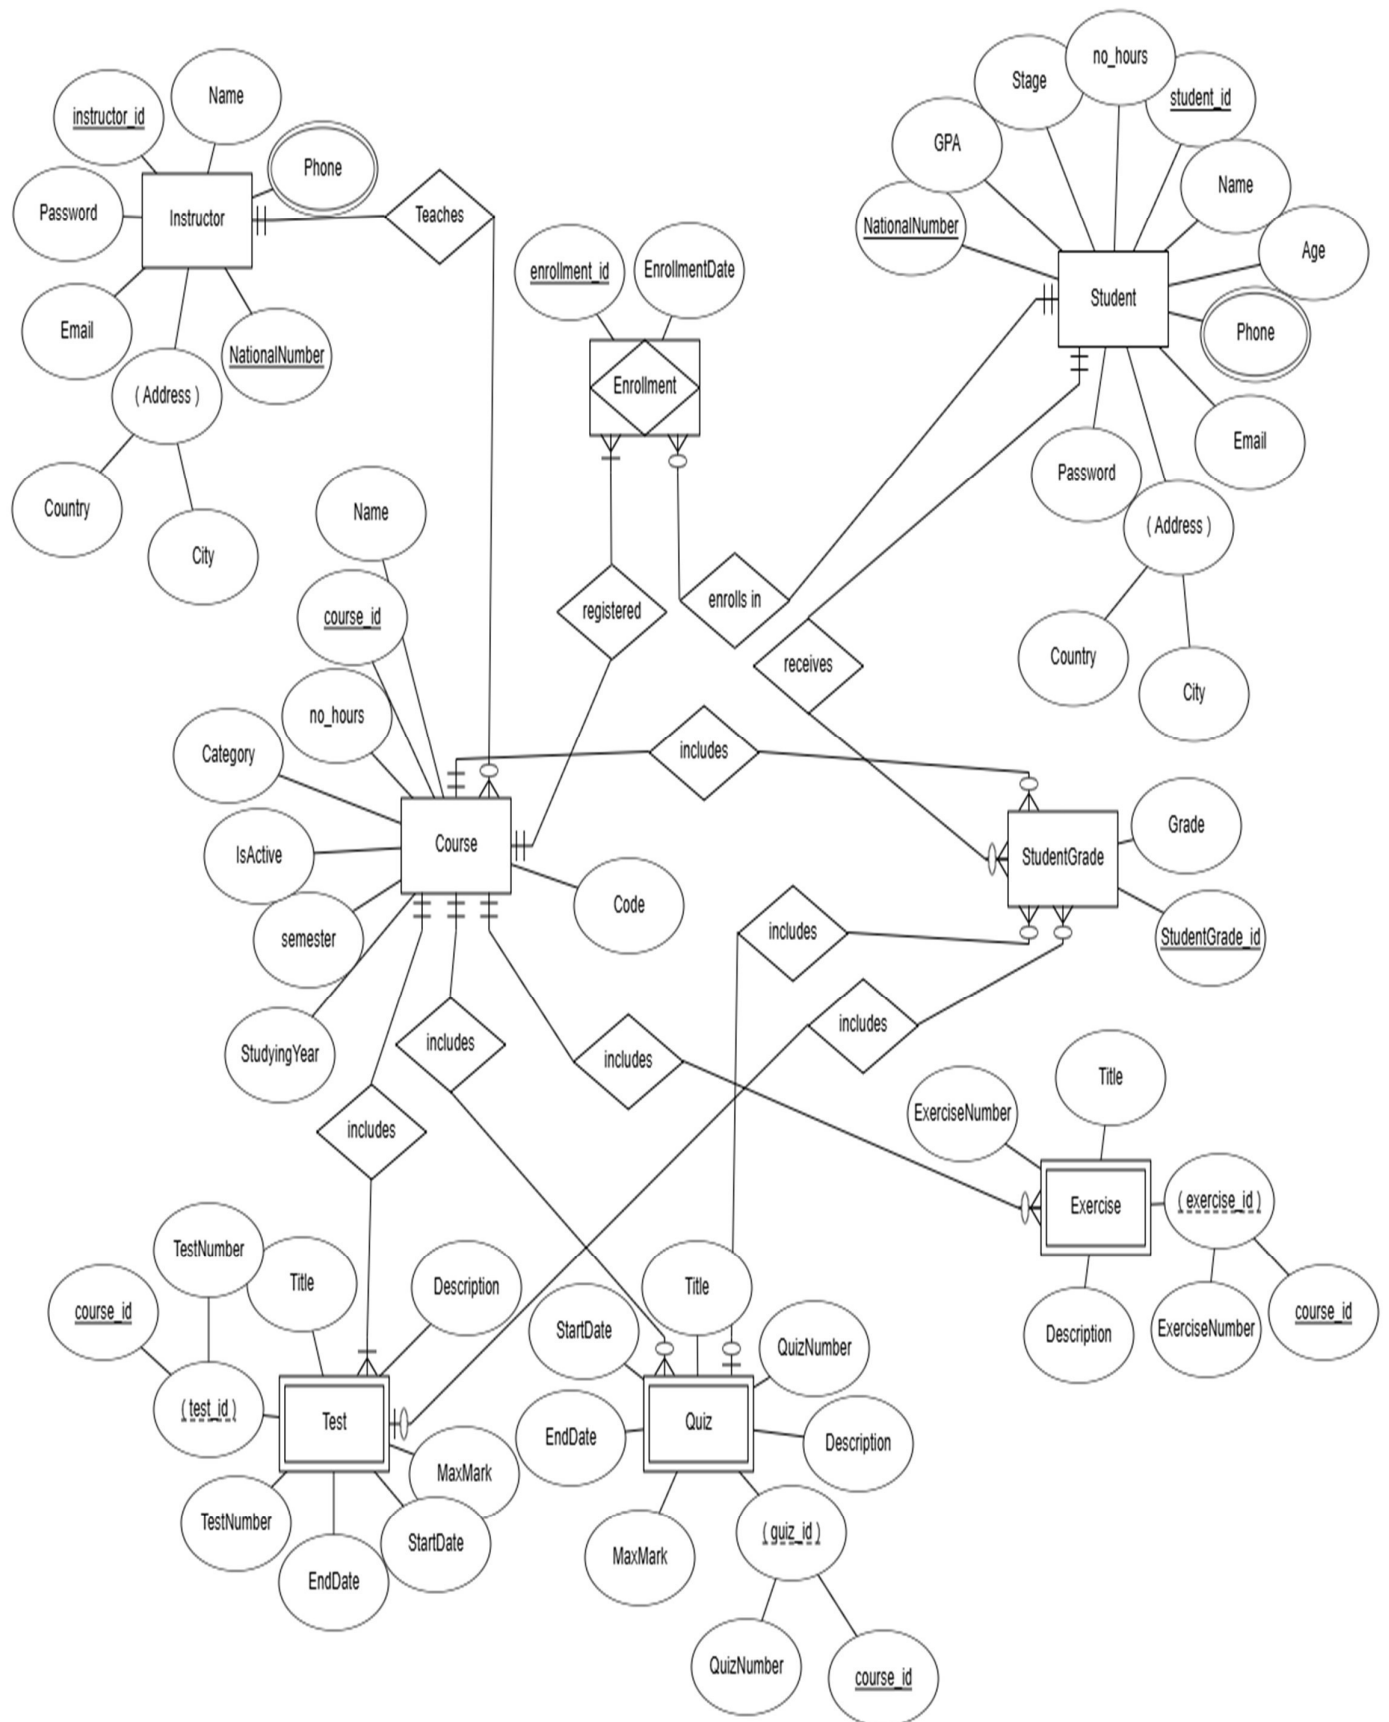 no_hours
Stage
student_id
Name
instructor_id
GPA
Phone
Name
NationalNumber
Password
Instructor
Teaches
Age
enrollment_id
EnrollmentDate
Student
Phone
Email
NationalNumber
( Address )
Enrollment
Email
Password
Country
Name
( Address )
City
enrolls in
registered
course_id
receives
Country
City
no_hours
Category
includes
Grade
Course
IsActive
StudentGrade
Code
includes
semester
StudentGrade_id
includes
includes
StudyingYear
includes
Title
ExerciseNumber
includes
( exercise_id )
Exercise
TestNumber
Title
Description
Title
course_id
StartDate
QuizNumber
Description
ExerciseNumber
course_id
( test_id )
Test
Quiz
EndDate
Description
MaxMark
TestNumber
StartDate
( quiz_id )
MaxMark
EndDate
QuizNumber
course_id